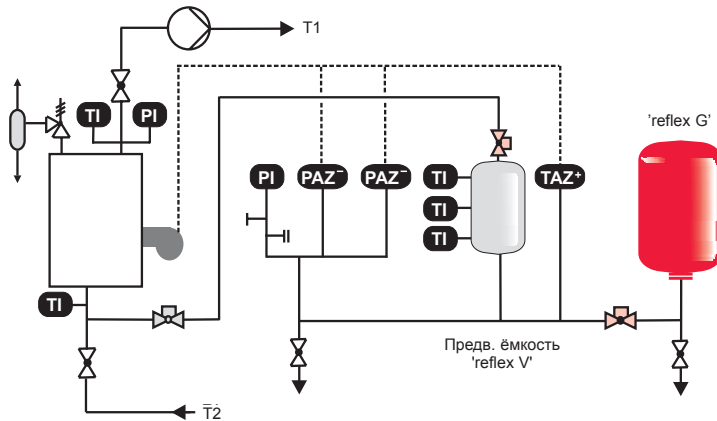 T1
'reflex G'
TI
PI
PI
PAZ⁻
PAZ⁻
TI
TAZ⁺
TI
TI
TI
Предв. ёмкость
'reflex V'
T2